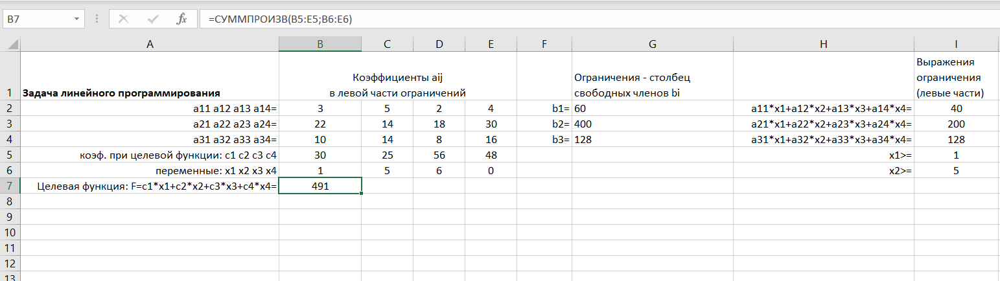 B7
fx
=СУММПРОИЗВ(B5:E5;B6:E6)
A B C D E F G H I
1 Задача линейного программирования
Коэффициенты aij
в левой части ограничений
Ограничения - столбец
свободных членов bi
Выражения
ограничения
(левые части)
2 a11 a12 a13 a14= 3 5 2 4 b1= 60 a11*x1+a12*x2+a13*x3+a14*x4= 40
3 a21 a22 a23 a24= 22 14 18 30 b2= 400 a21*x1+a22*x2+a23*x3+a24*x4= 200
4 a31 a32 a33 a34= 10 14 8 16 b3= 128 a31*x1+a32*x2+a33*x3+a34*x4= 128
5 коэф. при целевой функции: c1 c2 c3 c4 30 25 56 48 x1>= 1
6 переменные: x1 x2 x3 x4 1 5 6 0 x2>= 5
7 Целевая функция: F=c1*x1+c2*x2+c3*x3+c4*x4= 491
8
9
10
11
12
13